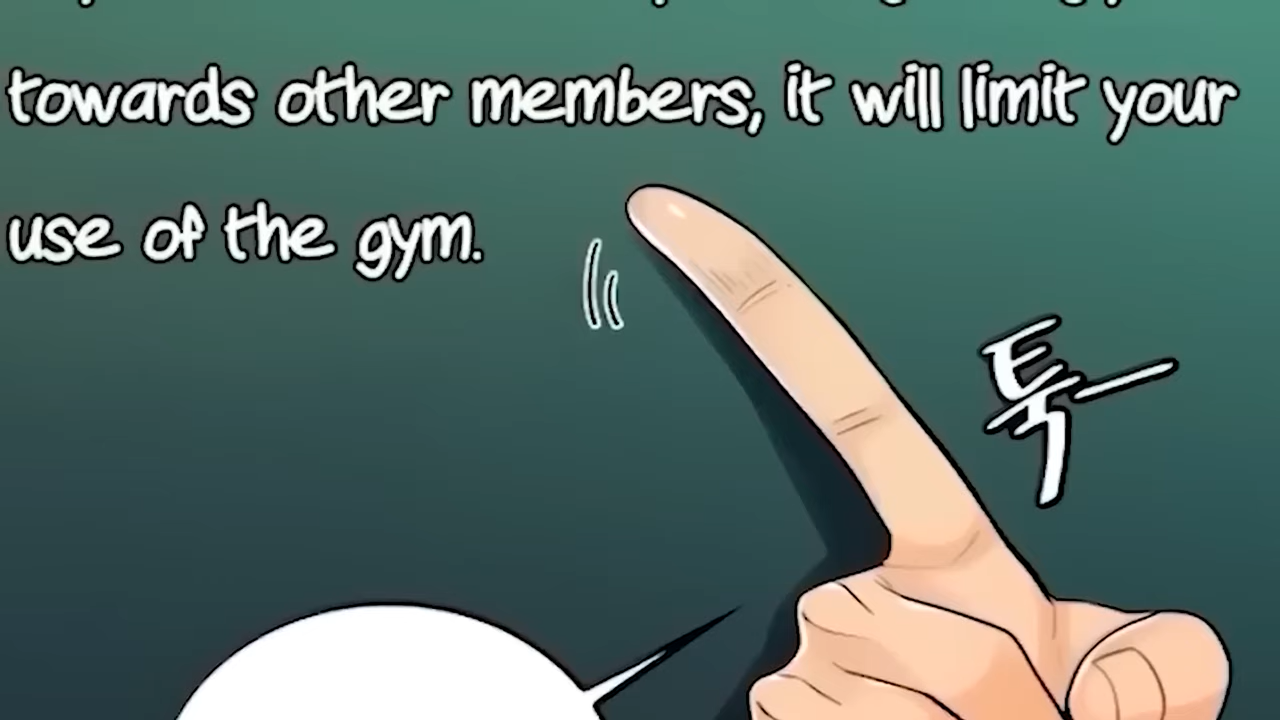 towards other members, it will limit your
use of the gym.
툭